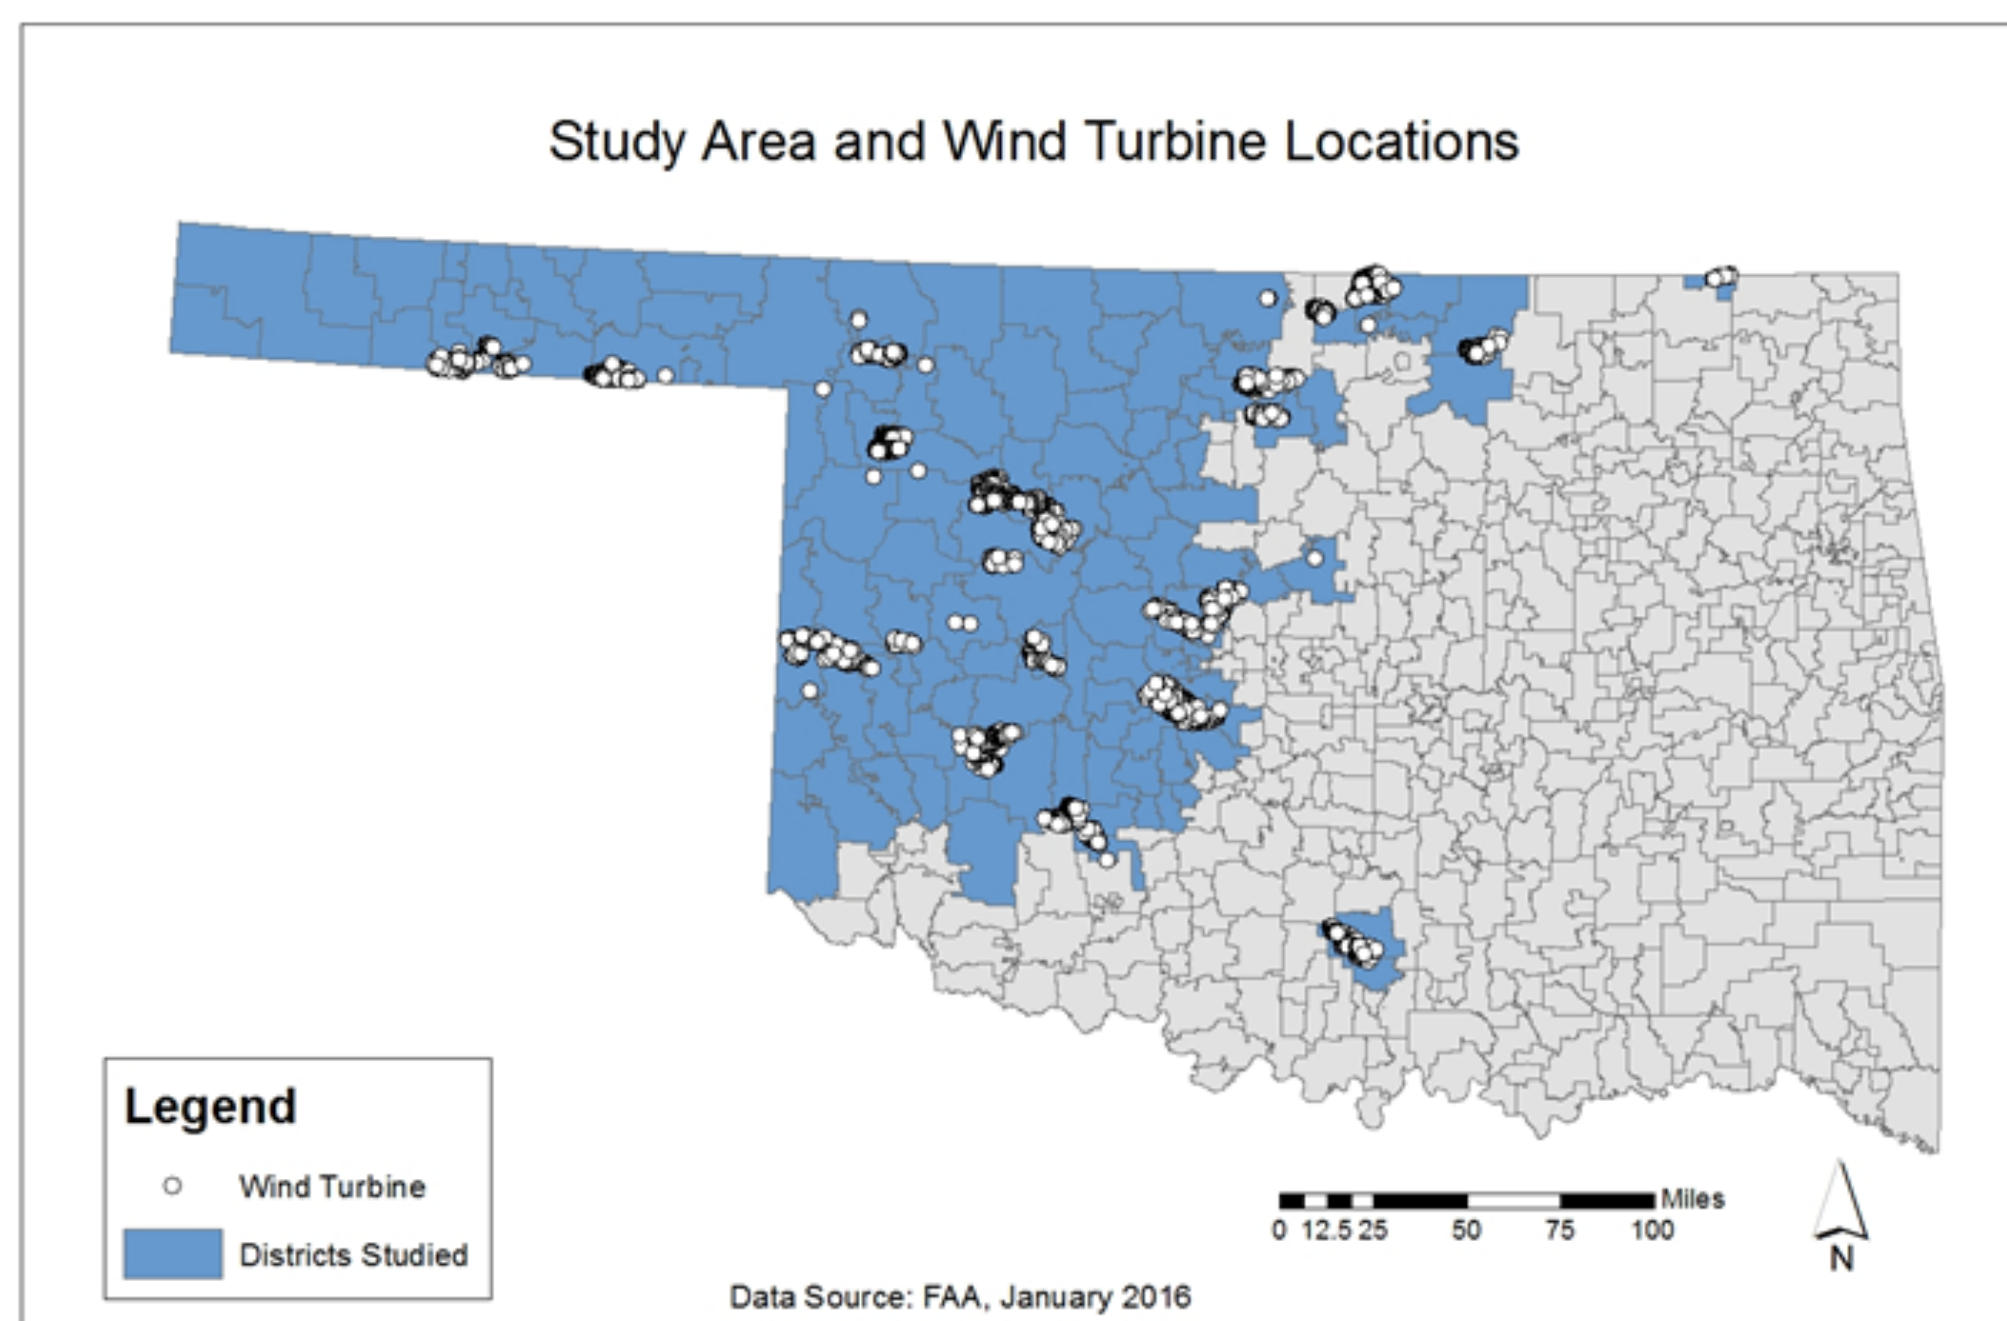 Study Area and Wind Turbine Locations
Legend
Wind Turbine
Districts Studied
Miles
0 12.5 25 50 75 100
N
Data Source: FAA, January 2016